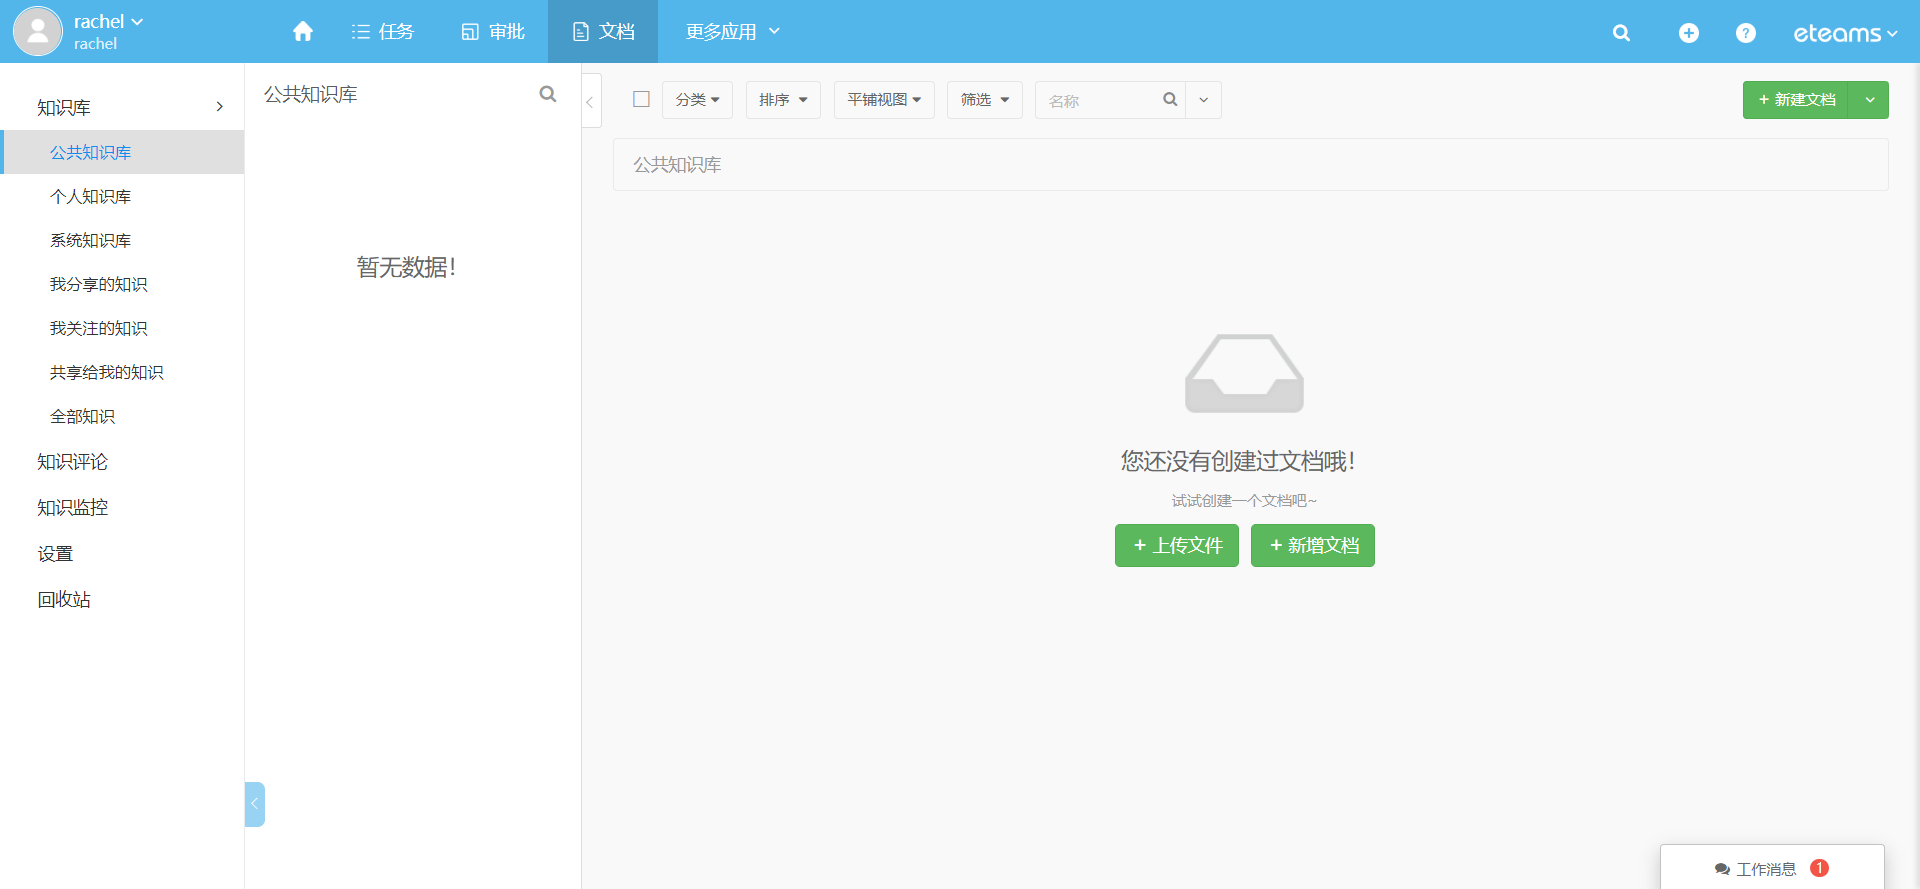 rachel
rachel
任务
审批
文档
更多应用
?
eteams
知识库
公共知识库
个人知识库
系统知识库
我分享的知识
我关注的知识
共享给我的知识
全部知识
知识评论
知识监控
设置
回收站
公共知识库
暂无数据！
分类
排序
平铺视图
筛选
名称
+ 新建文档
公共知识库
您还没有创建过文档哦！
试试创建一个文档吧~
+ 上传文件
+ 新增文档
工作消息 1